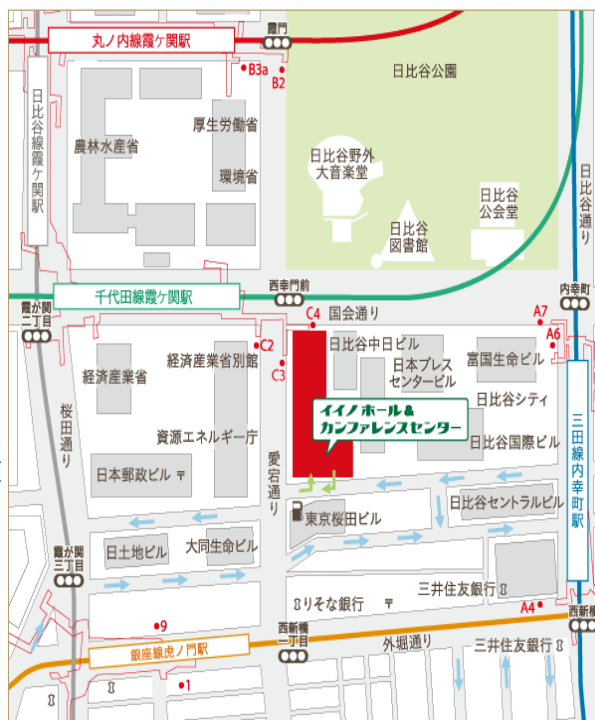 丸ノ内線霞ケ関駅
霞門
B3a
B2
日比谷公園
日比谷線霞ケ関駅
農林水産省
厚生労働省
環境省
日比谷野外
大音楽堂
日比谷
図書館
日比谷
公会堂
日比谷通り
千代田線霞ケ関駅
西幸門前
内幸町
霞が関
二丁目
C4
国会通り
A7
A6
C2
C3
経済産業省
経済産業省別館
日比谷中日ビル
日本プレス
センタービル
富国生命ビル
日比谷シティ
イイノホール&
カンファレンスセンター
桜田通り
資源エネルギー庁
愛宕通り
日比谷国際ビル
三田線内幸町駅
日本郵政ビル 〒
日比谷セントラルビル
東京桜田ビル
日土地ビル
大同生命ビル
霞が関
三丁目
りそな銀行
〒
三井住友銀行
A4
西新橋
9
銀座線虎ノ門駅
西新橋
一丁目
外堀通り
三井住友銀行
1